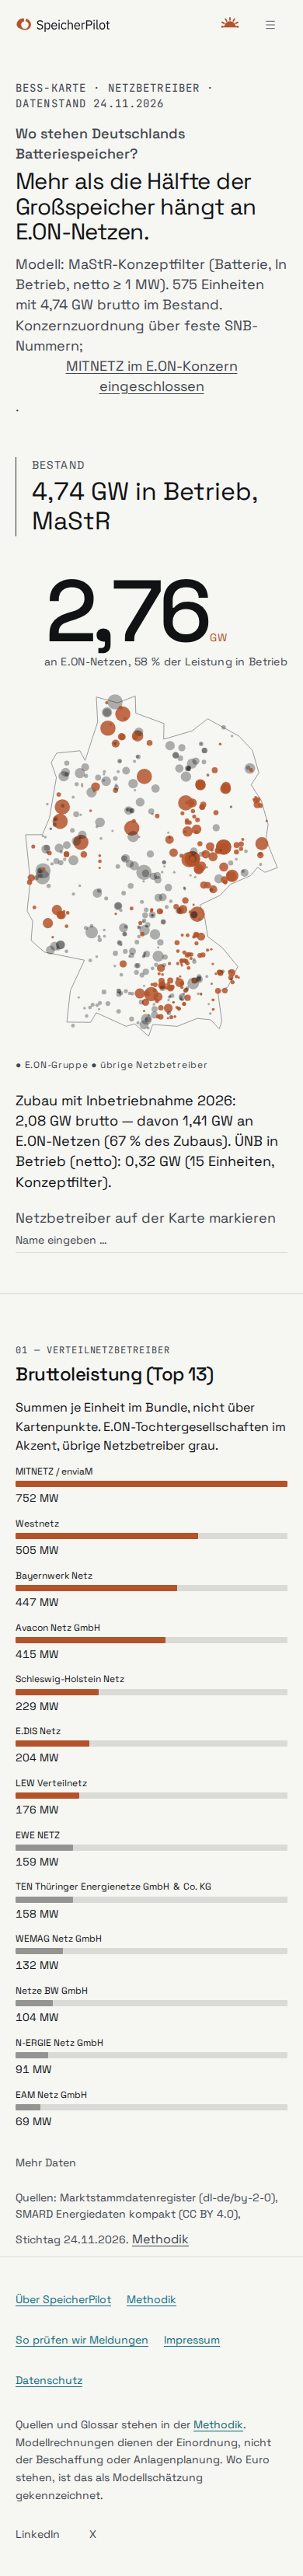 SpeicherPilot
BESS-KARTE · NETZBETREIBER ·
DATENSTAND 24.11.2026
Wo stehen Deutschlands
Batteriespeicher?
Mehr als die Hälfte der
Großspeicher hängt an
E.ON-Netzen.
Modell: MaStR-Konzeptfilter (Batterie, In
Betrieb, netto ≥ 1 MW). 575 Einheiten
mit 4,74 GW brutto im Bestand.
Konzernzuordnung über feste SNB-
Nummern;
MITNETZ im E.ON-Konzern
eingeschlossen
.
BESTAND
4,74 GW in Betrieb,
MaStR
2,76 GW
an E.ON-Netzen, 58 % der Leistung in Betrieb
● E.ON-Gruppe ● übrige Netzbetreiber
Zubau mit Inbetriebnahme 2026:
2,08 GW brutto — davon 1,41 GW an
E.ON-Netzen (67 % des Zubaus). ÜNB in
Betrieb (netto): 0,32 GW (15 Einheiten,
Konzeptfilter).
Netzbetreiber auf der Karte markieren
Name eingeben …
01 — VERTEILNETZBETREIBER
Bruttoleistung (Top 13)
Summen je Einheit im Bundle, nicht über
Kartenpunkte. E.ON-Tochtergesellschaften im
Akzent, übrige Netzbetreiber grau.
MITNETZ / enviaM
752 MW
Westnetz
505 MW
Bayernwerk Netz
447 MW
Avacon Netz GmbH
415 MW
Schleswig-Holstein Netz
229 MW
E.DIS Netz
204 MW
LEW Verteilnetz
176 MW
EWE NETZ
159 MW
TEN Thüringer Energienetze GmbH & Co. KG
158 MW
WEMAG Netz GmbH
132 MW
Netze BW GmbH
104 MW
N-ERGIE Netz GmbH
91 MW
EAM Netz GmbH
69 MW
Mehr Daten
Quellen: Marktstammdatenregister (dl-de/by-2-0),
SMARD Energiedaten kompakt (CC BY 4.0),
Stichtag 24.11.2026. Methodik
Über SpeicherPilot Methodik
So prüfen wir Meldungen Impressum
Datenschutz
Quellen und Glossar stehen in der Methodik.
Modellrechnungen dienen der Einordnung, nicht
der Beschaffung oder Anlagenplanung. Wo Euro
stehen, ist das als Modellschätzung
gekennzeichnet.
LinkedIn X